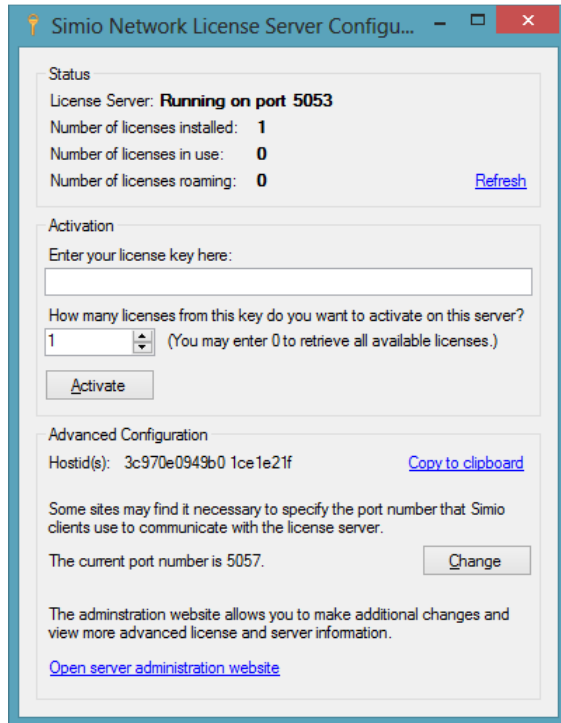 Simio Network License Server Configu...
Status
License Server: Running on port 5053
Number of licenses installed: 1
Number of licenses in use: 0
Number of licenses roaming: 0
Refresh
Activation
Enter your license key here:
How many licenses from this key do you want to activate on this server?
1
(You may enter 0 to retrieve all available licenses.)
Activate
Advanced Configuration
Hostid(s): 3c970e0949b0 1ce1e21f
Copy to clipboard
Some sites may find it necessary to specify the port number that Simio
clients use to communicate with the license server.
The current port number is 5057.
Change
The adminstration website allows you to make additional changes and
view more advanced license and server information.
Open server administration website